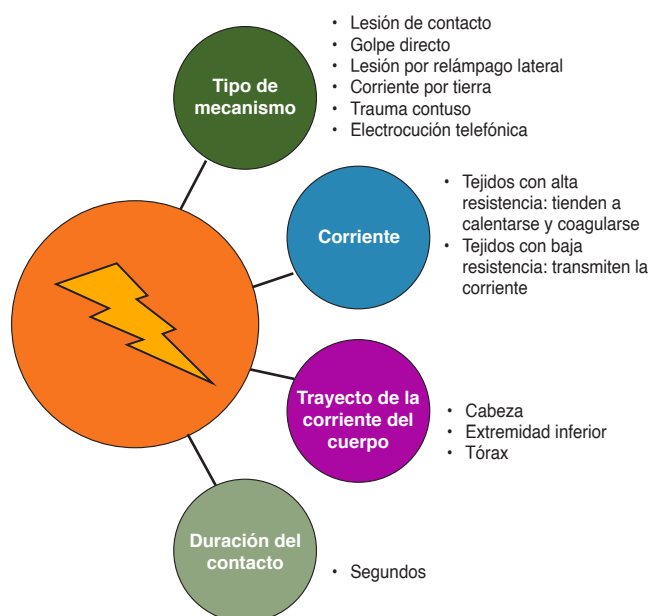 Tipo de
mecanismo
• Lesión de contacto
• Golpe directo
• Lesión por relámpago lateral
• Corriente por tierra
• Trauma contuso
• Electrocución telefónica
Corriente
• Tejidos con alta
resistencia: tienden a
calentarse y coagularse
• Tejidos con baja
resistencia: transmiten la
corriente
Trayecto de la
corriente del
cuerpo
• Cabeza
• Extremidad inferior
• Tórax
Duración del
contacto
• Segundos